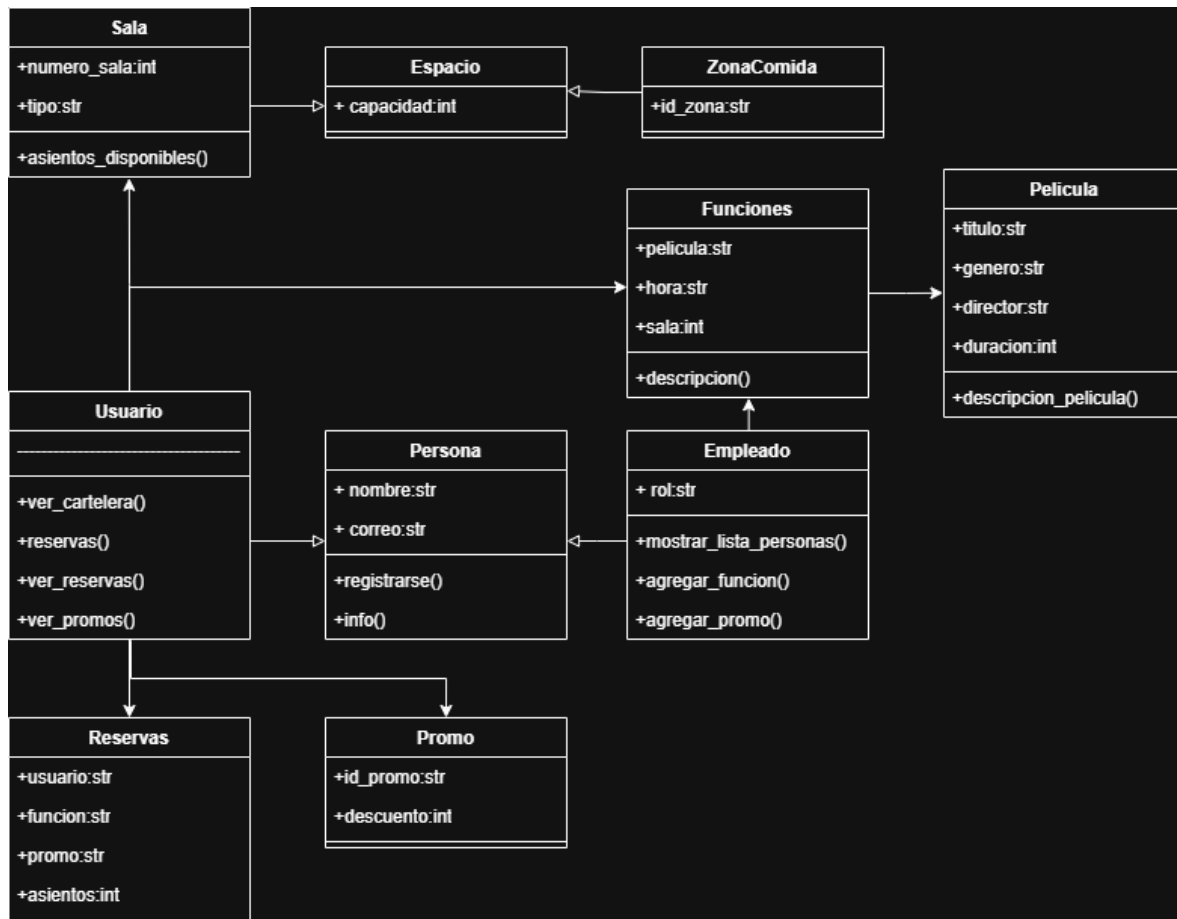 Sala
+numero_sala:int
+tipo:str
+asientos_disponibles()
Espacio
+ capacidad:int
ZonaComida
+id_zona:str
Funciones
+pelicula:str
+hora:str
+sala:int
+descripcion()
Pelicula
+titulo:str
+genero:str
+director:str
+duracion:int
+descripcion_pelicula()
Usuario
+ver_cartelera()
+reservas()
+ver_reservas()
+ver_promos()
Persona
+ nombre:str
+ correo:str
+registrarse()
+info()
Empleado
+ rol:str
+mostrar_lista_personas()
+agregar_funcion()
+agregar_promo()
Reservas
+usuario:str
+funcion:str
+promo:str
+asientos:int
Promo
+id_promo:str
+descuento:int